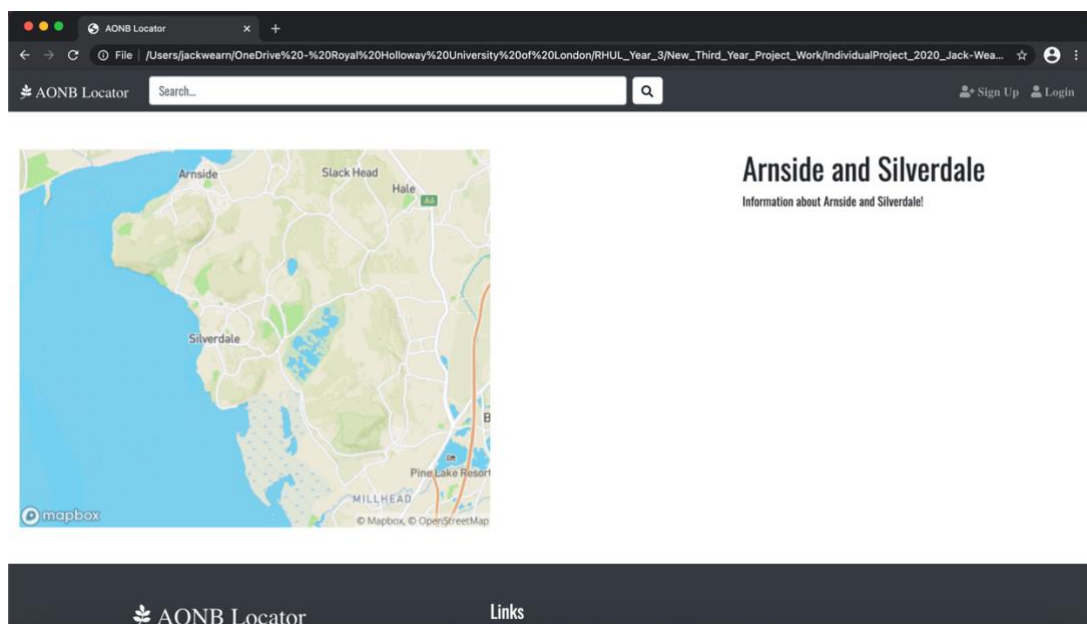 AONB Locator
File /Users/jackwearn/OneDrive%20-%20Royal%20Holloway%20University%20of%20London/RHUL_Year_3/New_Third_Year_Project_Work/IndividualProject_2020_Jack-Wea...
AONB Locator Search... Sign Up Login
Arnside and Silverdale
Information about Arnside and Silverdale!
Arnside
Slack Head
Hale
A6
Silverdale
B
Pine Lake Resort
MILLHEAD
mapbox
© Mapbox, © OpenStreetMap
AONB Locator
Links